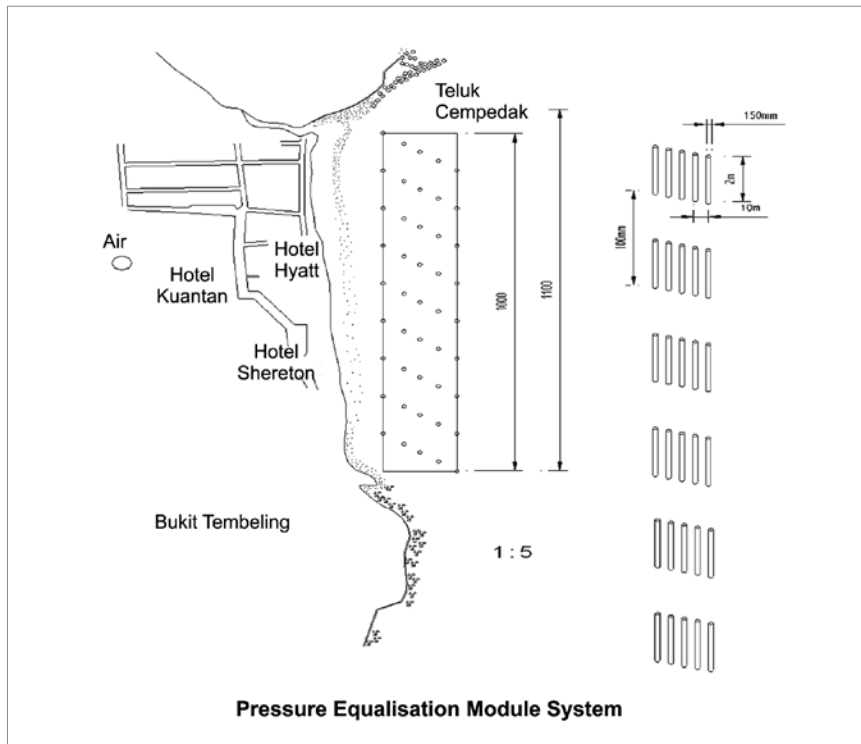 Teluk
Cempedak
150mm
2m
10m
100mm
Air
Hotel
Kuantan
Hotel
Hyatt
Hotel
Shereton
1000
1100
Bukit Tembeling
1 : 5
Pressure Equalisation Module System